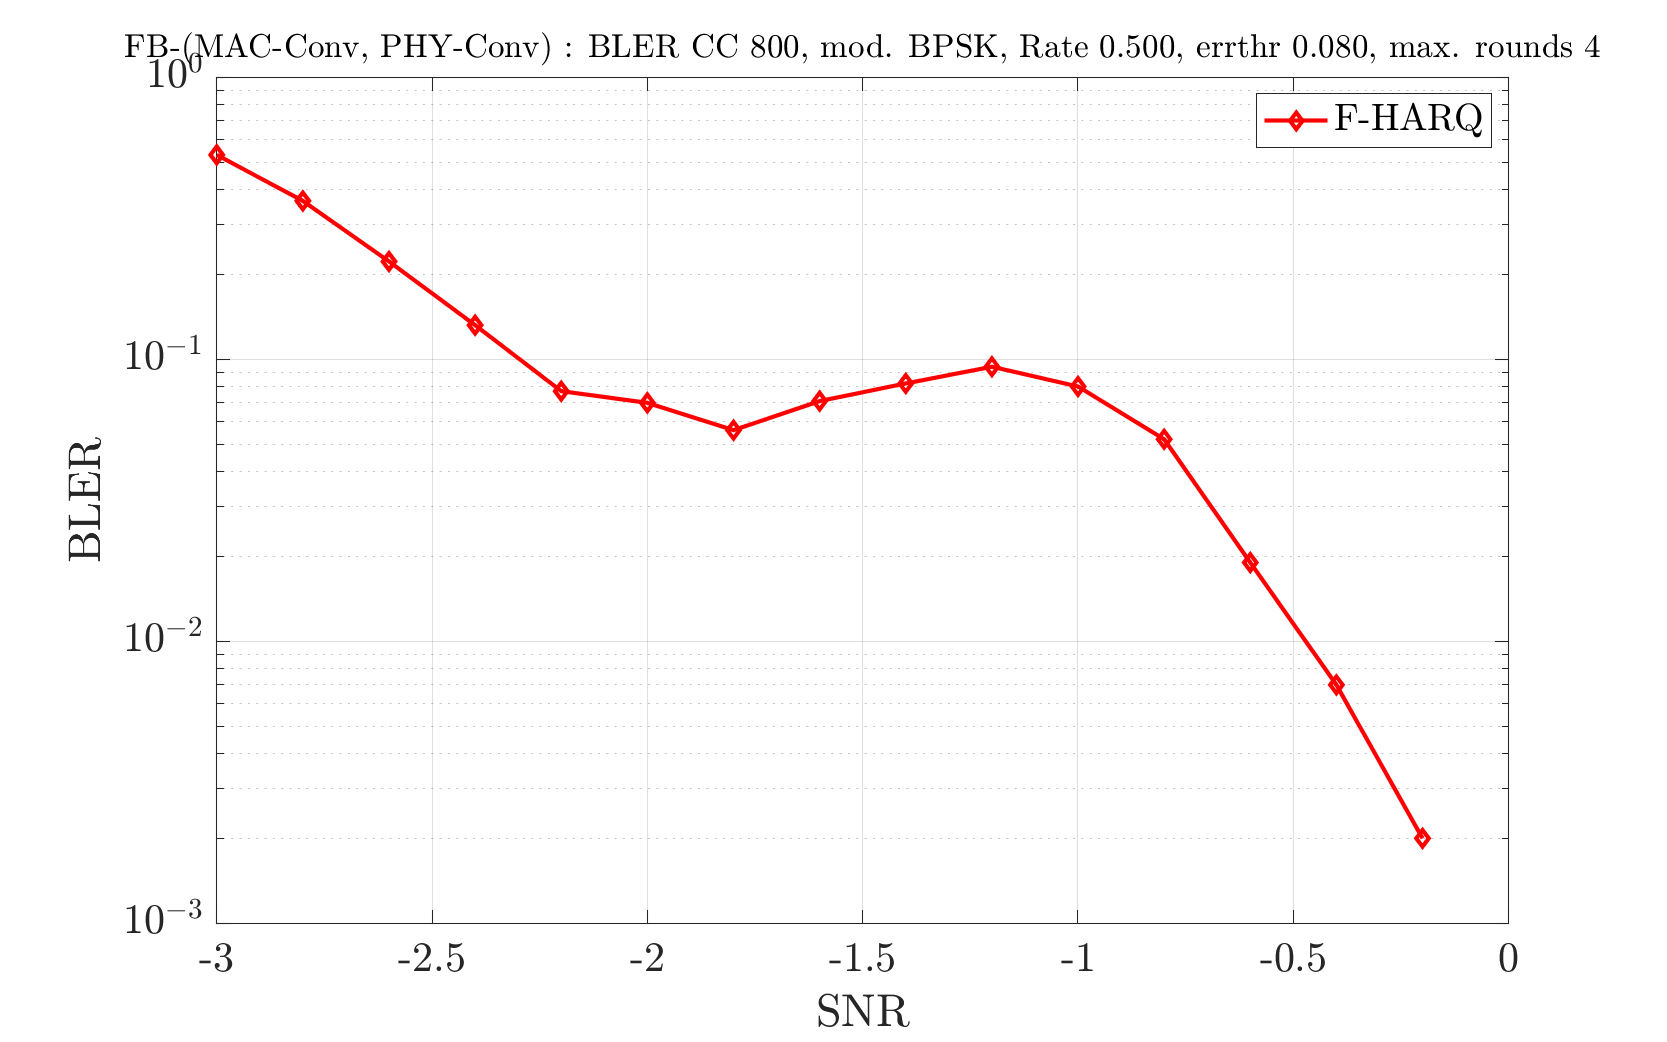 FB-(MAC-Conv, PHY-Conv) : BLER CC 800, mod. BPSK, Rate 0.500, errthr 0.080, max. rounds 4
10^0
F-HARQ
10^{-1}
BLER
10^{-2}
10^{-3}
-3 -2.5 -2 -1.5 -1 -0.5 0
SNR